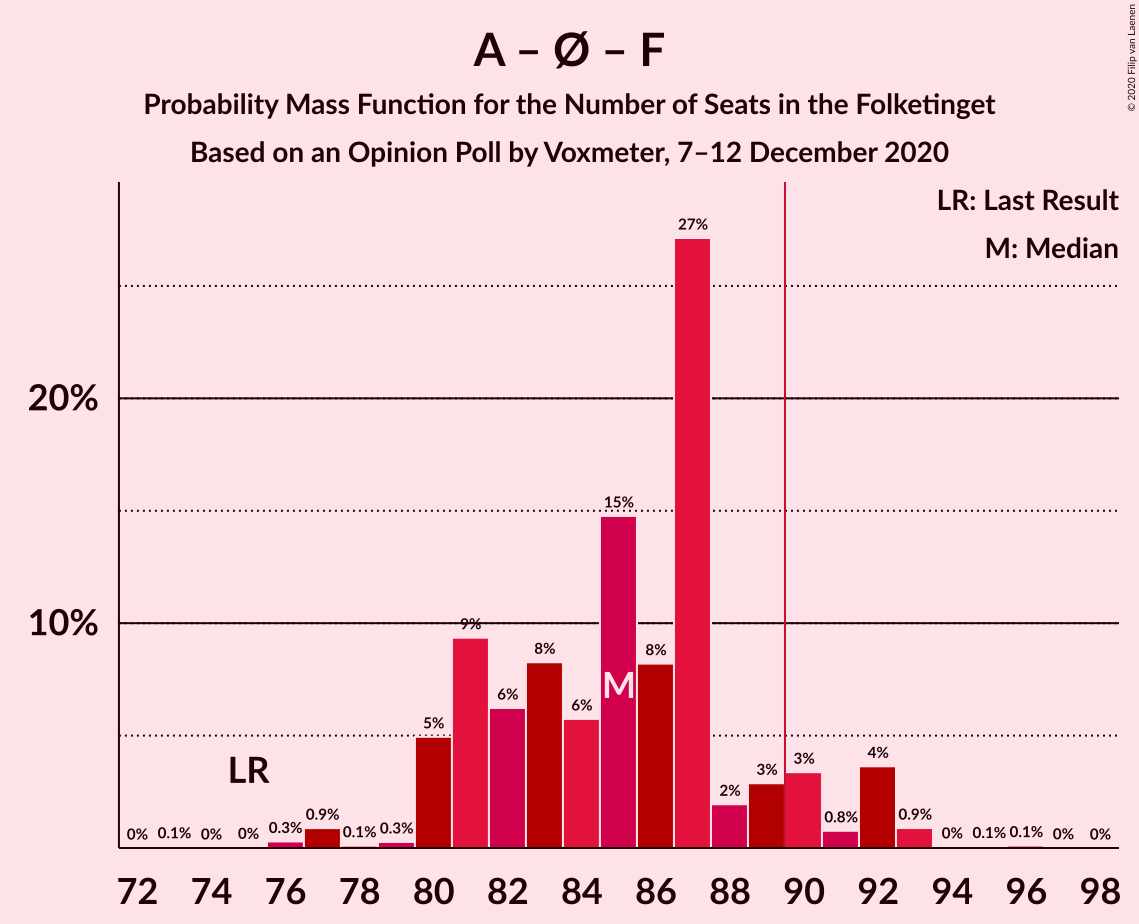 A – Ø – F
Probability Mass Function for the Number of Seats in the Folketinget
Based on an Opinion Poll by Voxmeter, 7–12 December 2020
© 2020 Filip van Laenen
LR: Last Result
M: Median
27%
20%
15%
10%
9%
8%
8%
M
6%
6%
5%
LR
4%
3%
3%
2%
0% 0.1% 0% 0% 0.3% 0.9% 0.1% 0.3% 0.8% 0.9% 0% 0.1% 0.1% 0% 0%
72 74 76 78 80 82 84 86 88 90 92 94 96 98